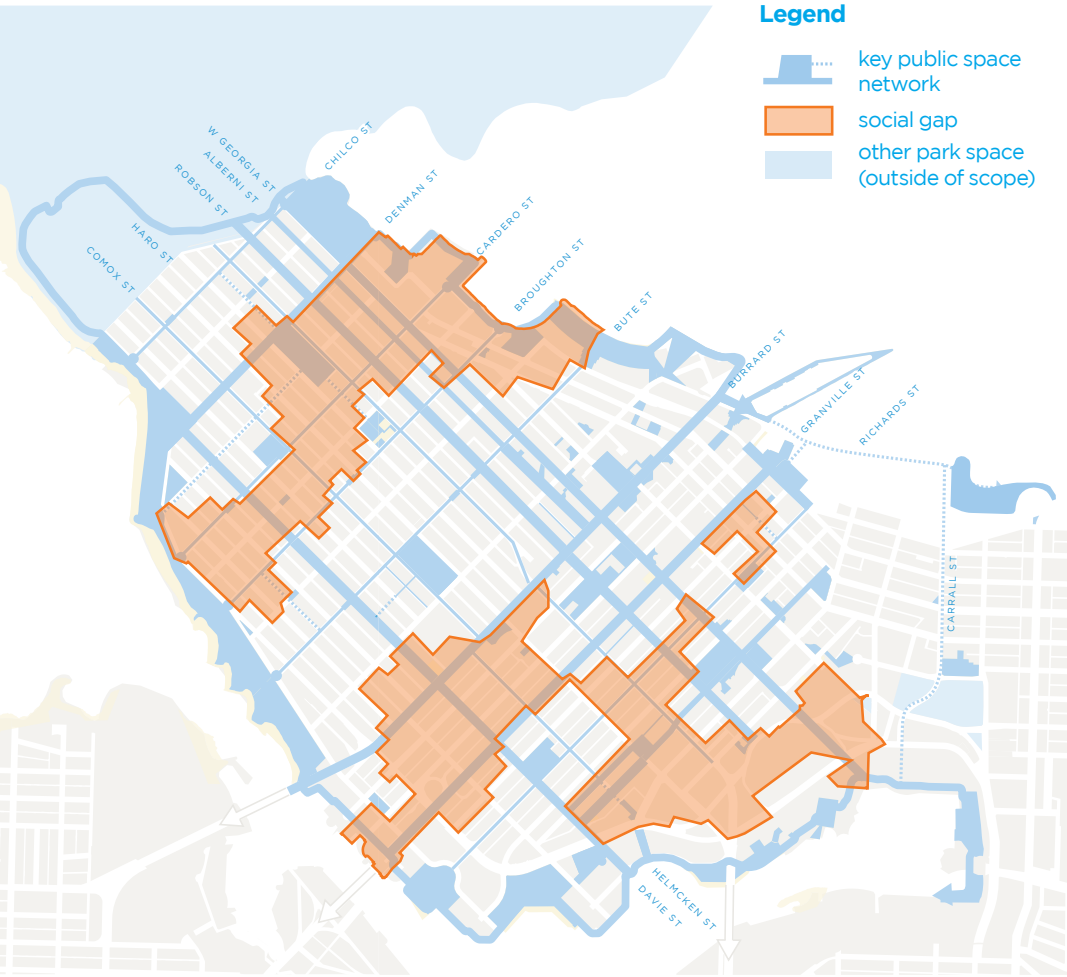 Legend
key public space
network
social gap
other park space
(outside of scope)
W GEORGIA ST
ALBERNI ST
ROBSON ST
CHILCO ST
HARO ST
COMOX ST
DENMAN ST
CARDERO ST
BROUGHTON ST
BUTE ST
BURRARD ST
GRANVILLE ST
RICHARDS ST
CARRALL ST
HELMCKEN ST
DAVIE ST